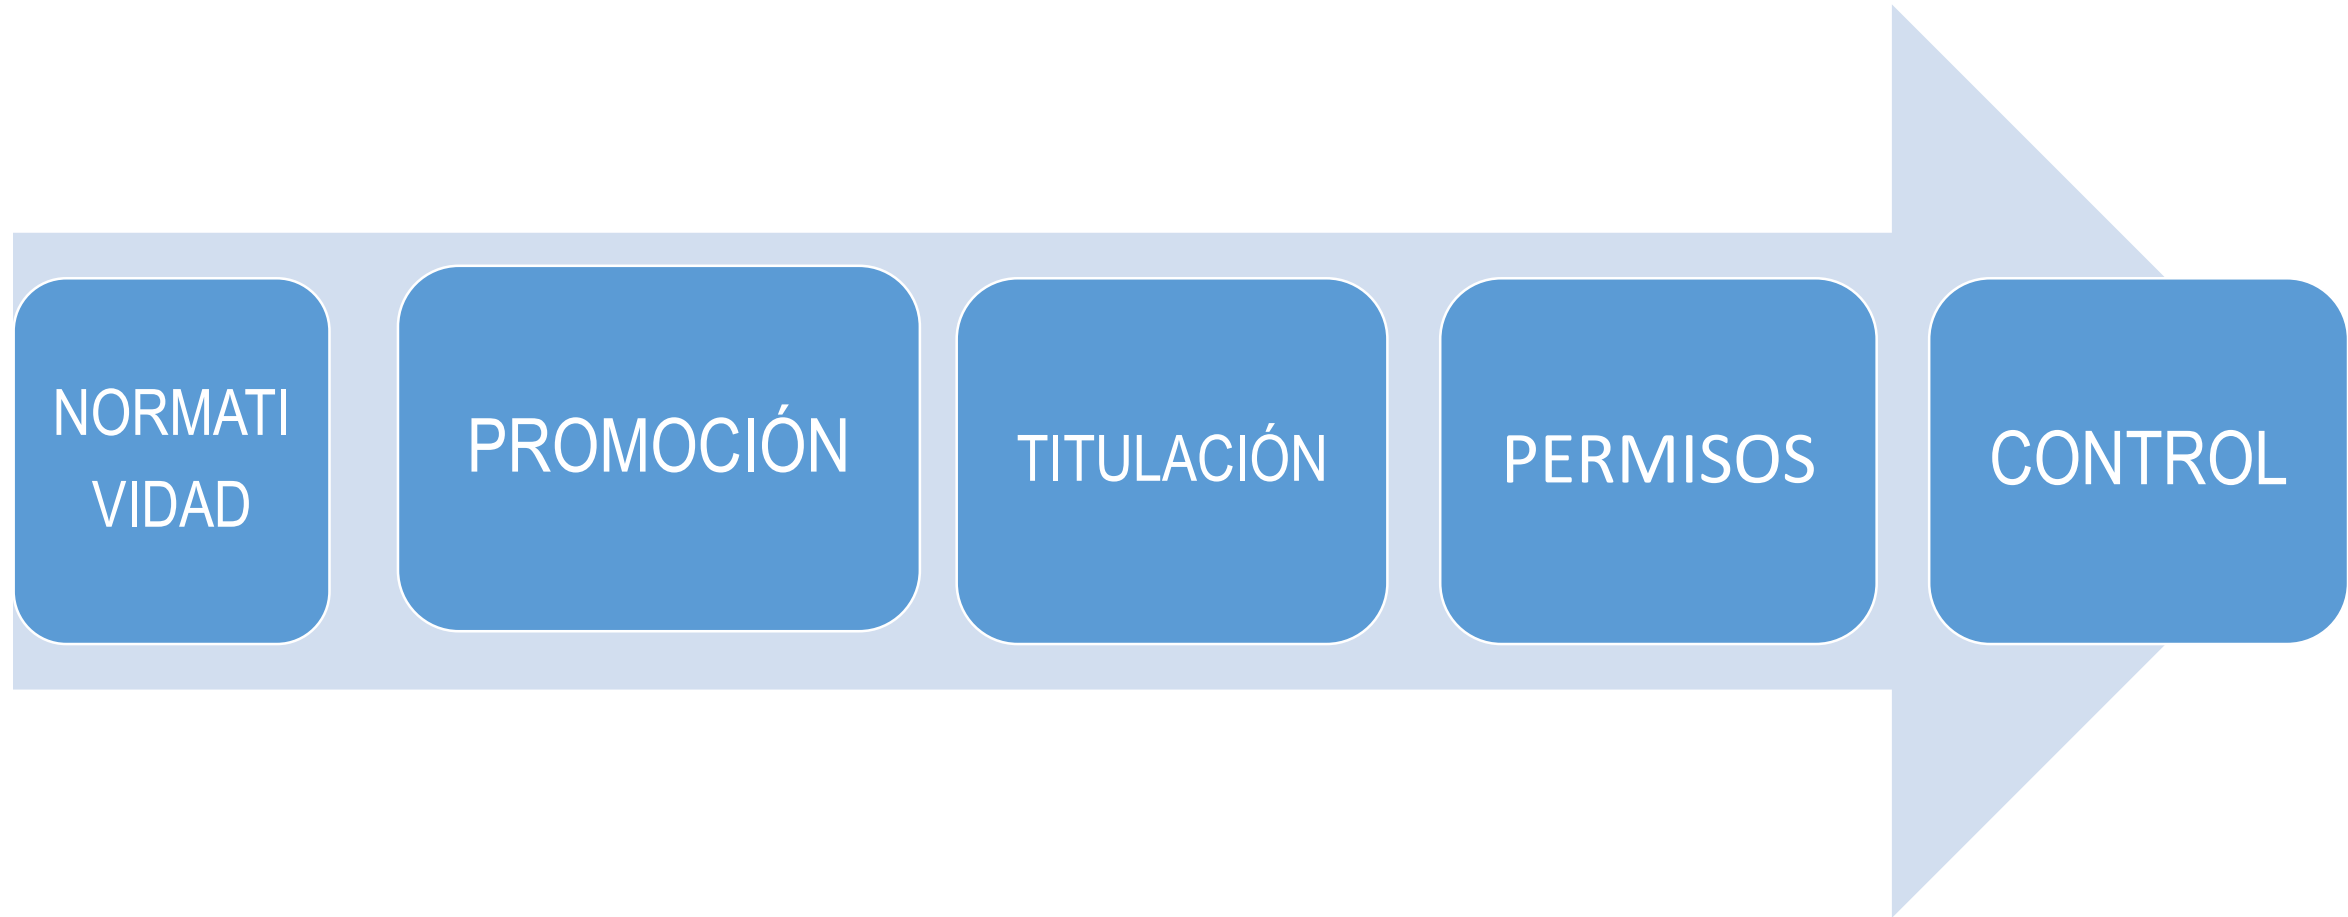 NORMATI
VIDAD
PROMOCIÓN
TITULACIÓN
PERMISOS
CONTROL